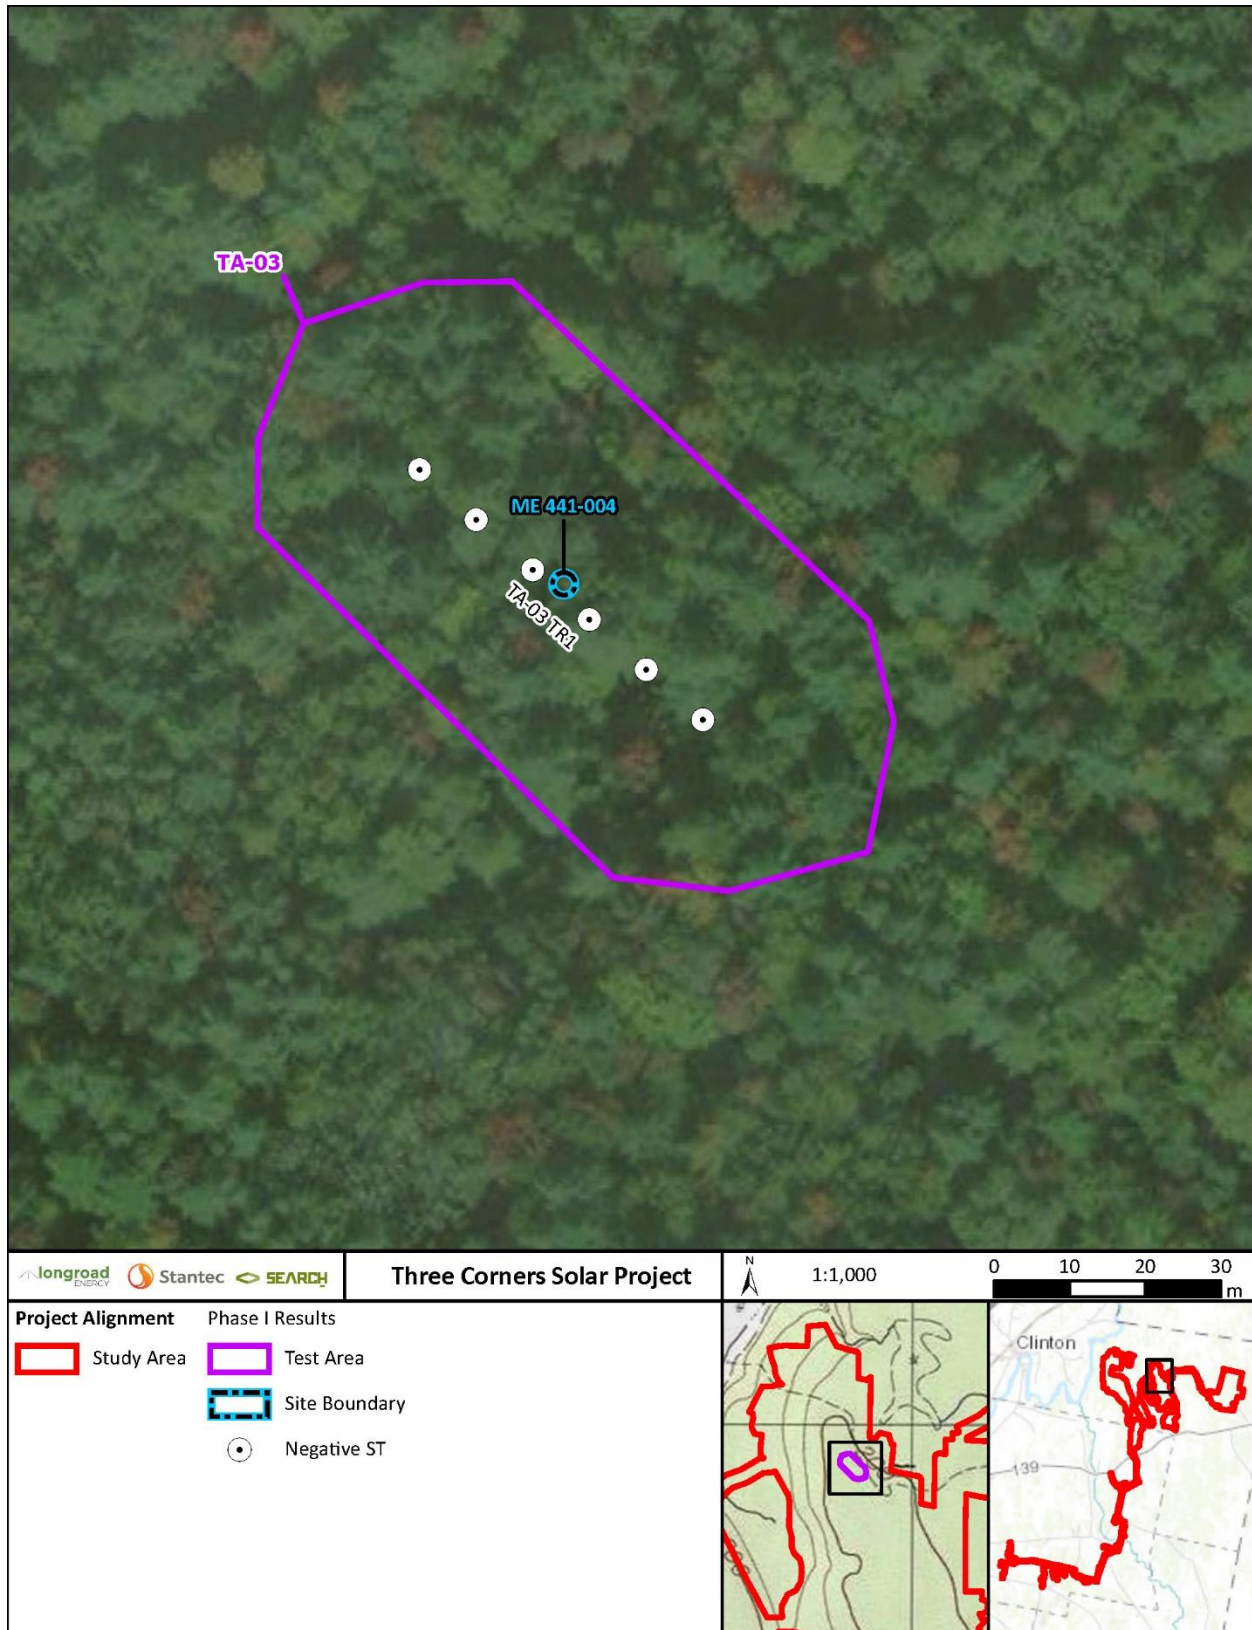 TA-03
ME 441-004
TA-03 TR1
longroad
ENERGY
Stantec
SEARCH
Three Corners Solar Project
N
1:1,000
0 10 20 30
m
Project Alignment
Study Area
Phase I Results
Test Area
Site Boundary
Negative ST
Clinton
139